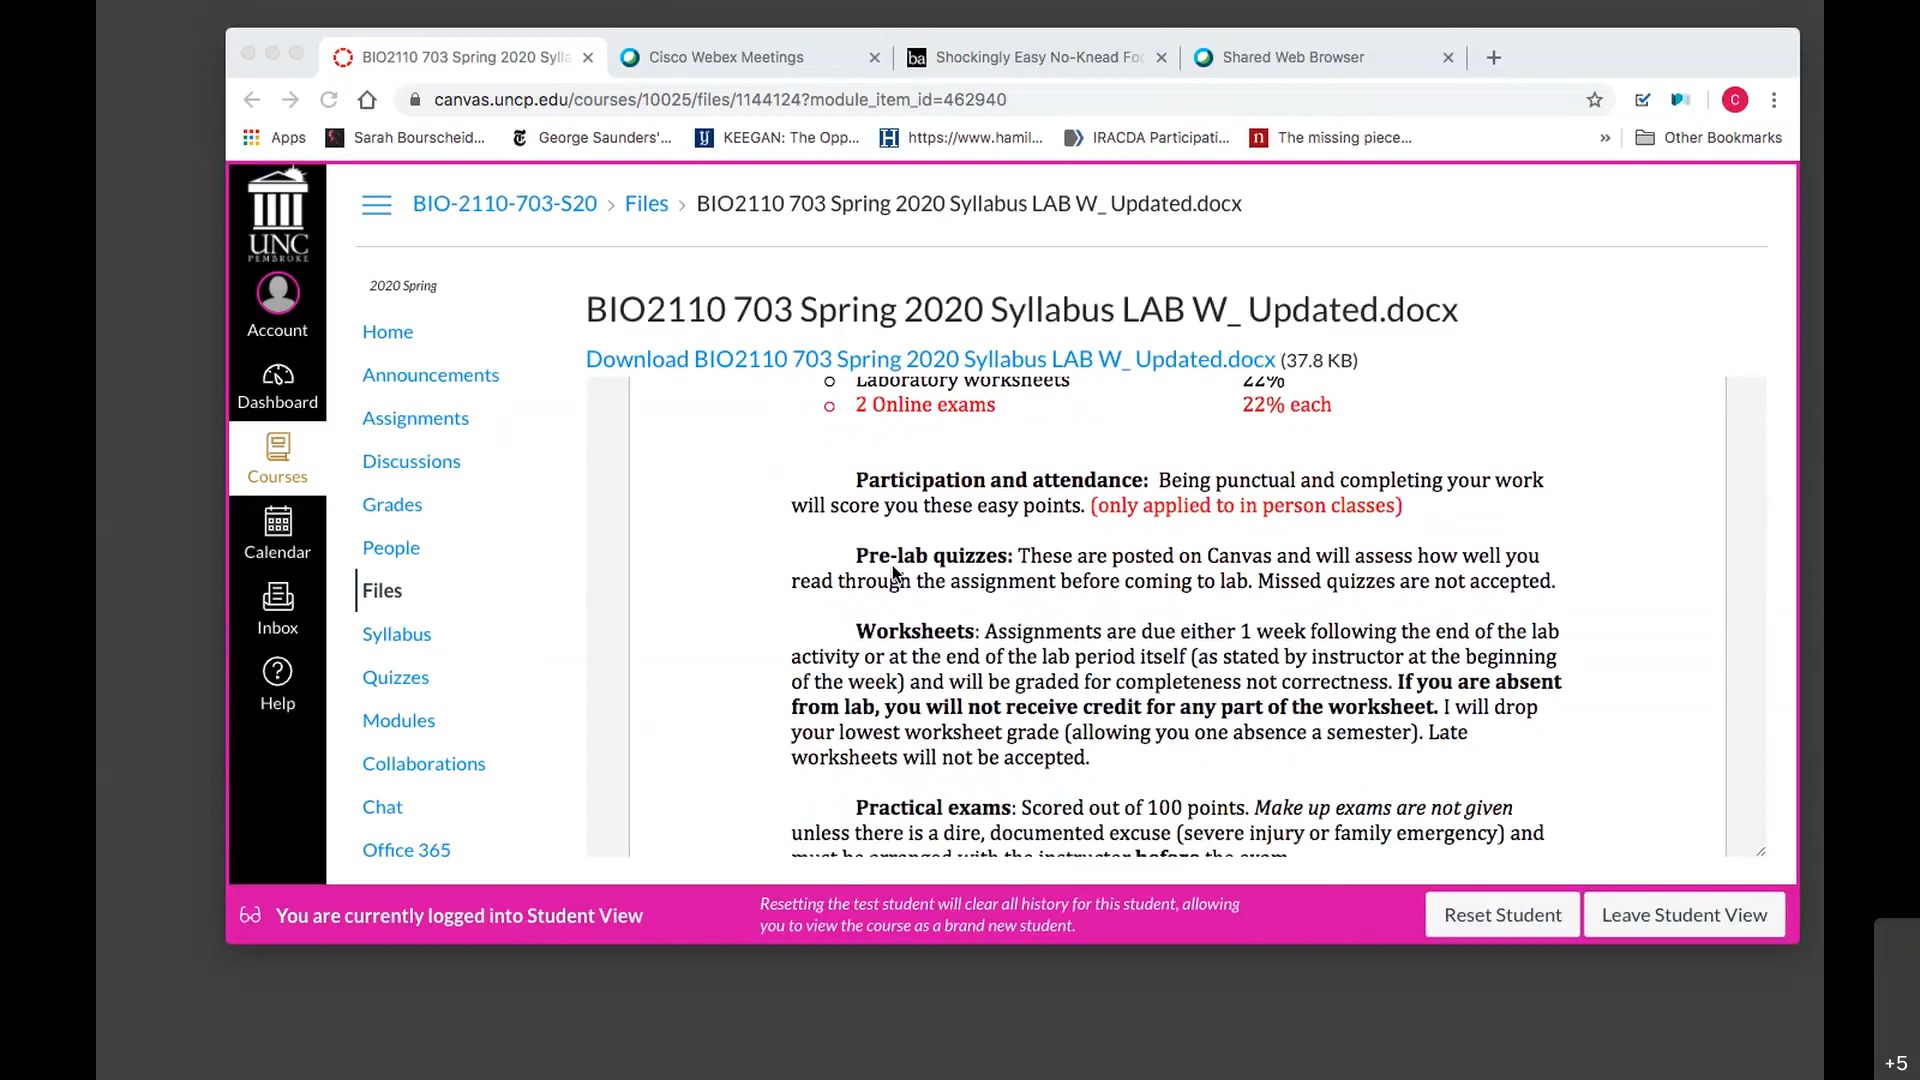 BIO2110 703 Spring 2020 Sylla
Cisco Webex Meetings
ba
Shockingly Easy No-Knead Foc
Shared Web Browser
canvas.uncp.edu/courses/10025/files/1144124?module_item_id=462940
C
Apps
Sarah Bourscheid...
George Saunders'...
KEEGAN: The Opp...
https://www.hamil...
IRACDA Participati...
The missing piece...
»
Other Bookmarks
UNC
PEMBROKE
Account
Dashboard
Courses
Calendar
Inbox
Help
BIO-2110-703-S20 > Files > BIO2110 703 Spring 2020 Syllabus LAB W_ Updated.docx
2020 Spring
Home
Announcements
Assignments
Discussions
Grades
People
Files
Syllabus
Quizzes
Modules
Collaborations
Chat
Office 365
BIO2110 703 Spring 2020 Syllabus LAB W_ Updated.docx
Download BIO2110 703 Spring 2020 Syllabus LAB W_ Updated.docx (37.8 KB)
Laboratory worksheets 22%
2 Online exams 22% each
Participation and attendance: Being punctual and completing your work
will score you these easy points. (only applied to in person classes)
Pre-lab quizzes: These are posted on Canvas and will assess how well you
read through the assignment before coming to lab. Missed quizzes are not accepted.
Worksheets: Assignments are due either 1 week following the end of the lab
activity or at the end of the lab period itself (as stated by instructor at the beginning
of the week) and will be graded for completeness not correctness. If you are absent
from lab, you will not receive credit for any part of the worksheet. I will drop
your lowest worksheet grade (allowing you one absence a semester). Late
worksheets will not be accepted.
Practical exams: Scored out of 100 points. Make up exams are not given
unless there is a dire, documented excuse (severe injury or family emergency) and
must be arranged with the instructor before the exam.
You are currently logged into Student View
Resetting the test student will clear all history for this student, allowing
you to view the course as a brand new student.
Reset Student
Leave Student View
+5